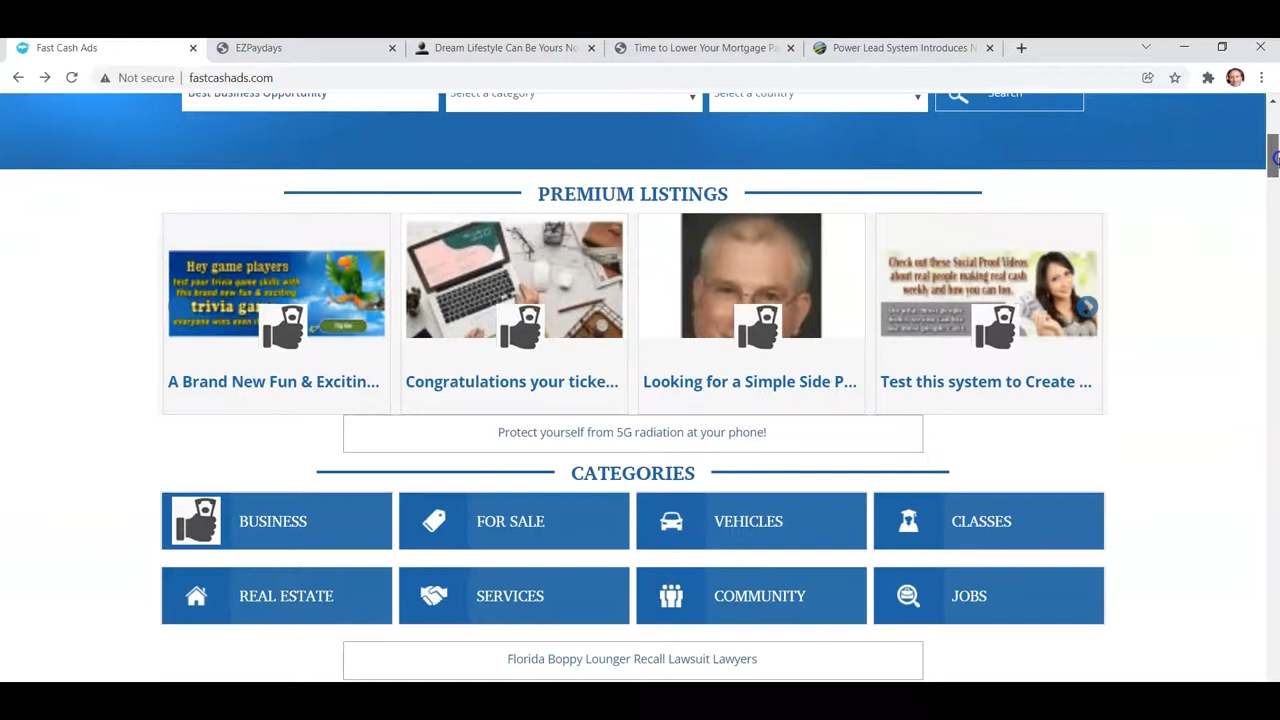 Fast Cash Ads
EZPaydays
Dream Lifestyle Can Be Yours No
Time to Lower Your Mortgage Pa
Power Lead System Introduces N
Not secure
fastcashads.com
Best Business Opportunity
Select a category
Select a country
Search
PREMIUM LISTINGS
Hey game players
test your trivia game skills with
this brand new fun & exciting
trivia gam
everyone wins even i
Check out these Social Proof Videos
about real people making real cash
weekly and how you can too.
A Brand New Fun & Excitin...
Congratulations your ticke...
Looking for a Simple Side P...
Test this system to Create ...
Protect yourself from 5G radiation at your phone!
CATEGORIES
BUSINESS
FOR SALE
VEHICLES
CLASSES
REAL ESTATE
SERVICES
COMMUNITY
JOBS
Florida Boppy Lounger Recall Lawsuit Lawyers